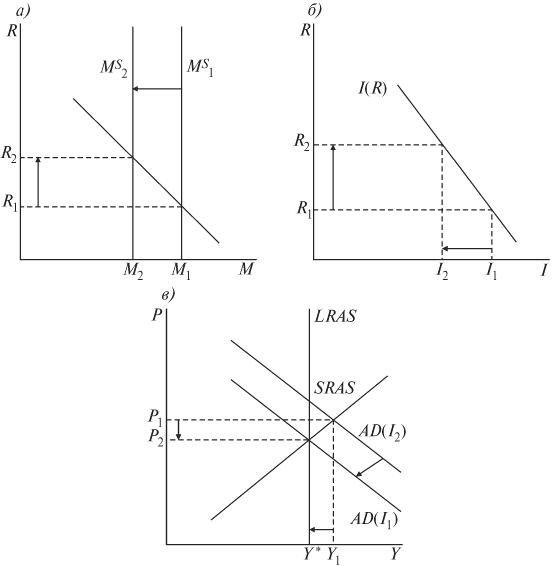 а)
R
M^S_2
M^S_1
R_2
R_1
M_2
M_1
M
б)
R
I(R)
R_2
R_1
I_2
I_1
I
в)
P
LRAS
SRAS
P_1
P_2
AD(I_2)
AD(I_1)
Y*
Y_1
Y